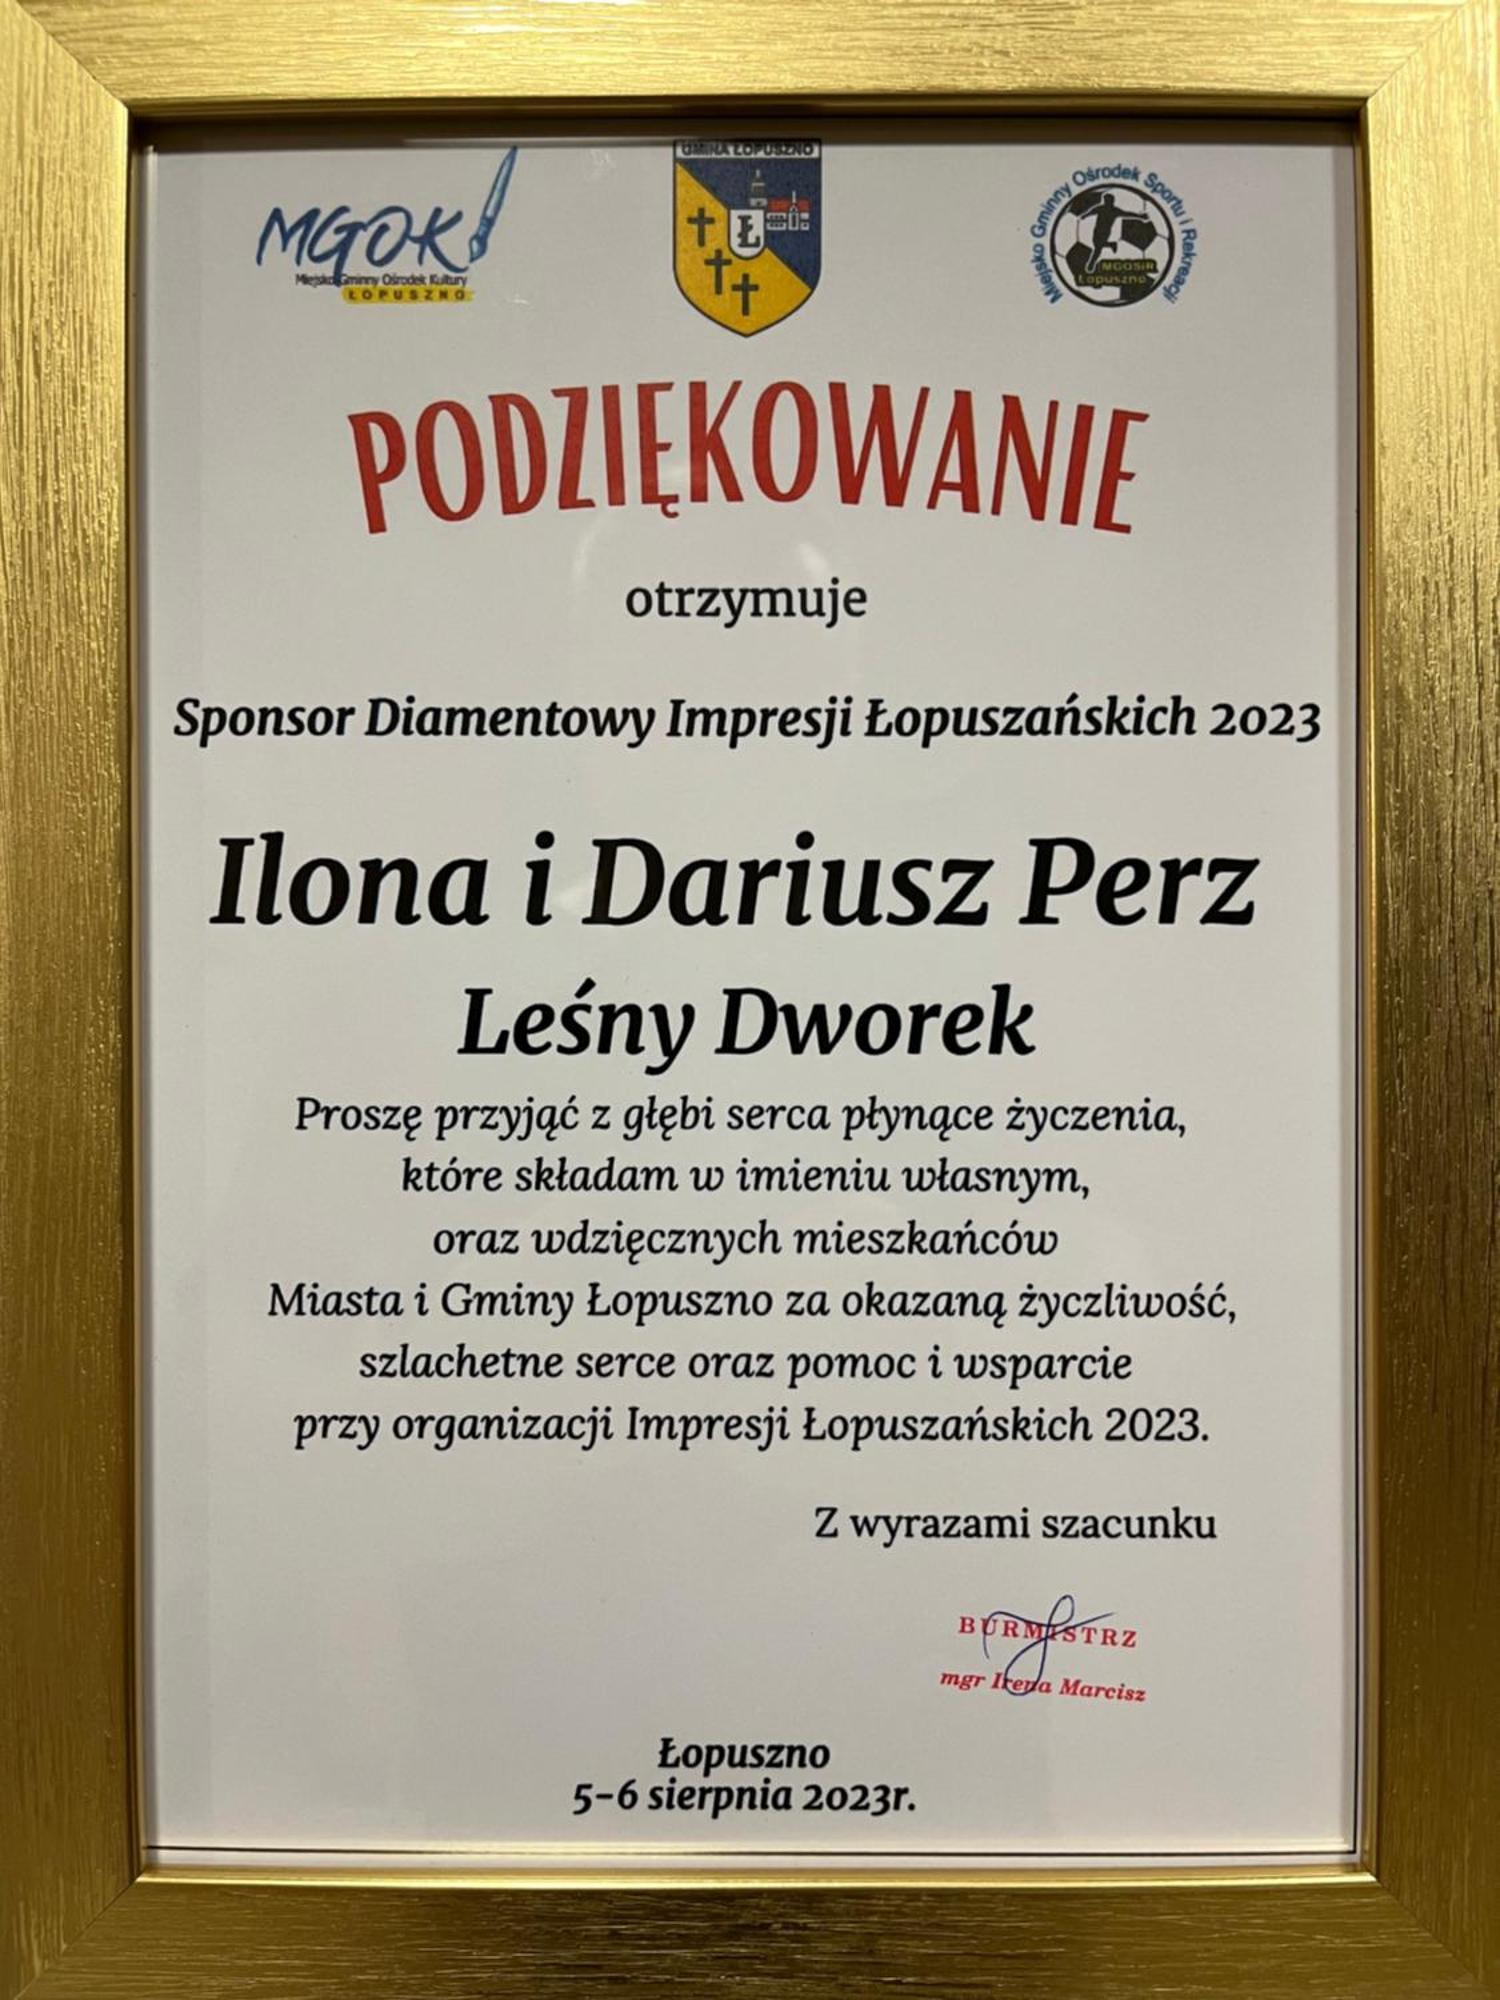 MGOK
Miejsko Gminny Ośrodek Kultury
ŁOPUSZNO
GMINA ŁOPUSZNO
Ł
Miejsko Gminny Ośrodek Sportu i Rekreacji
MGOSiR
Łopuszno
PODZIĘKOWANIE
otrzymuje
Sponsor Diamentowy Impresji Łopuszańskich 2023
Ilona i Dariusz Perz
Leśny Dworek
Proszę przyjąć z głębi serca płynące życzenia,
które składam w imieniu własnym,
oraz wdzięcznych mieszkańców
Miasta i Gminy Łopuszno za okazaną życzliwość,
szlachetne serce oraz pomoc i wsparcie
przy organizacji Impresji Łopuszańskich 2023.
Z wyrazami szacunku
BURMISTRZ
mgr Irena Marcisz
Łopuszno
5-6 sierpnia 2023r.